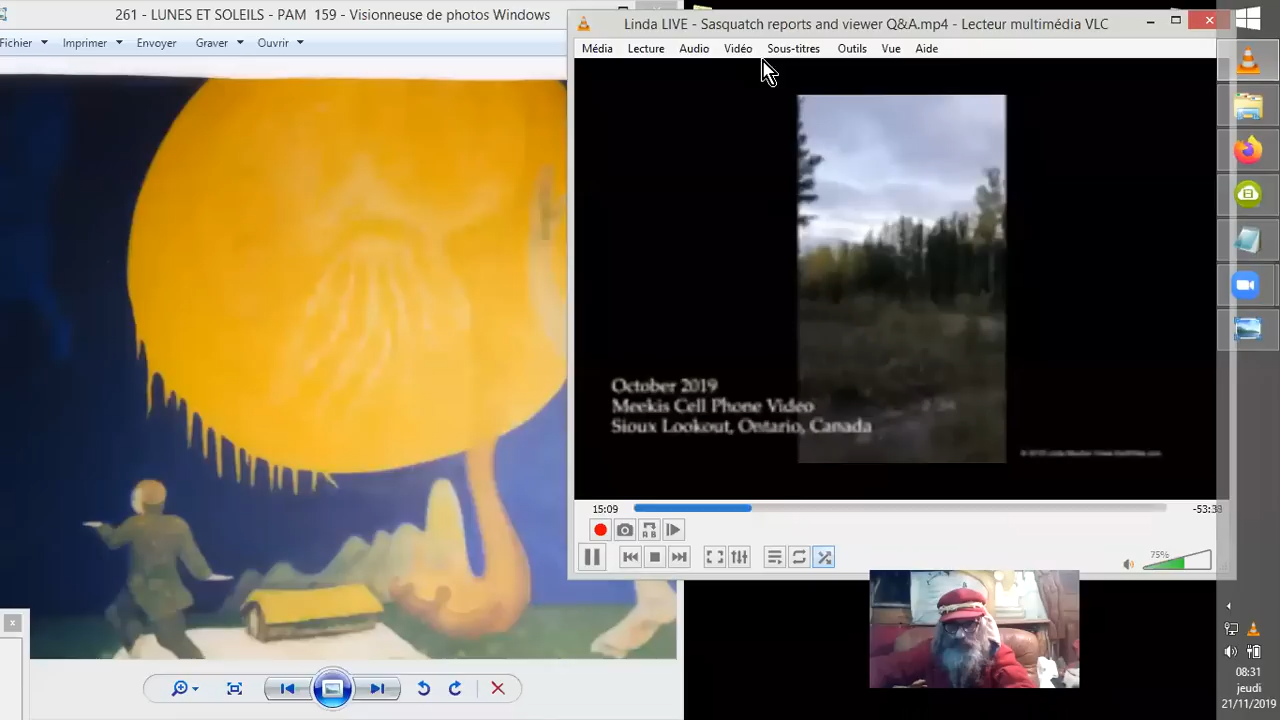 261 - LUNES ET SOLEILS - PAM 159 - Visionneuse de photos Windows
Fichier Imprimer Envoyer Graver Ouvrir
Linda LIVE - Sasquatch reports and viewer Q&A.mp4 - Lecteur multimédia VLC
Média Lecture Audio Vidéo Sous-titres Outils Vue Aide
October 2019
Meekis Cell Phone Video
Sioux Lookout, Ontario, Canada
15:09
-53:38
75%
08:31
jeudi
21/11/2019